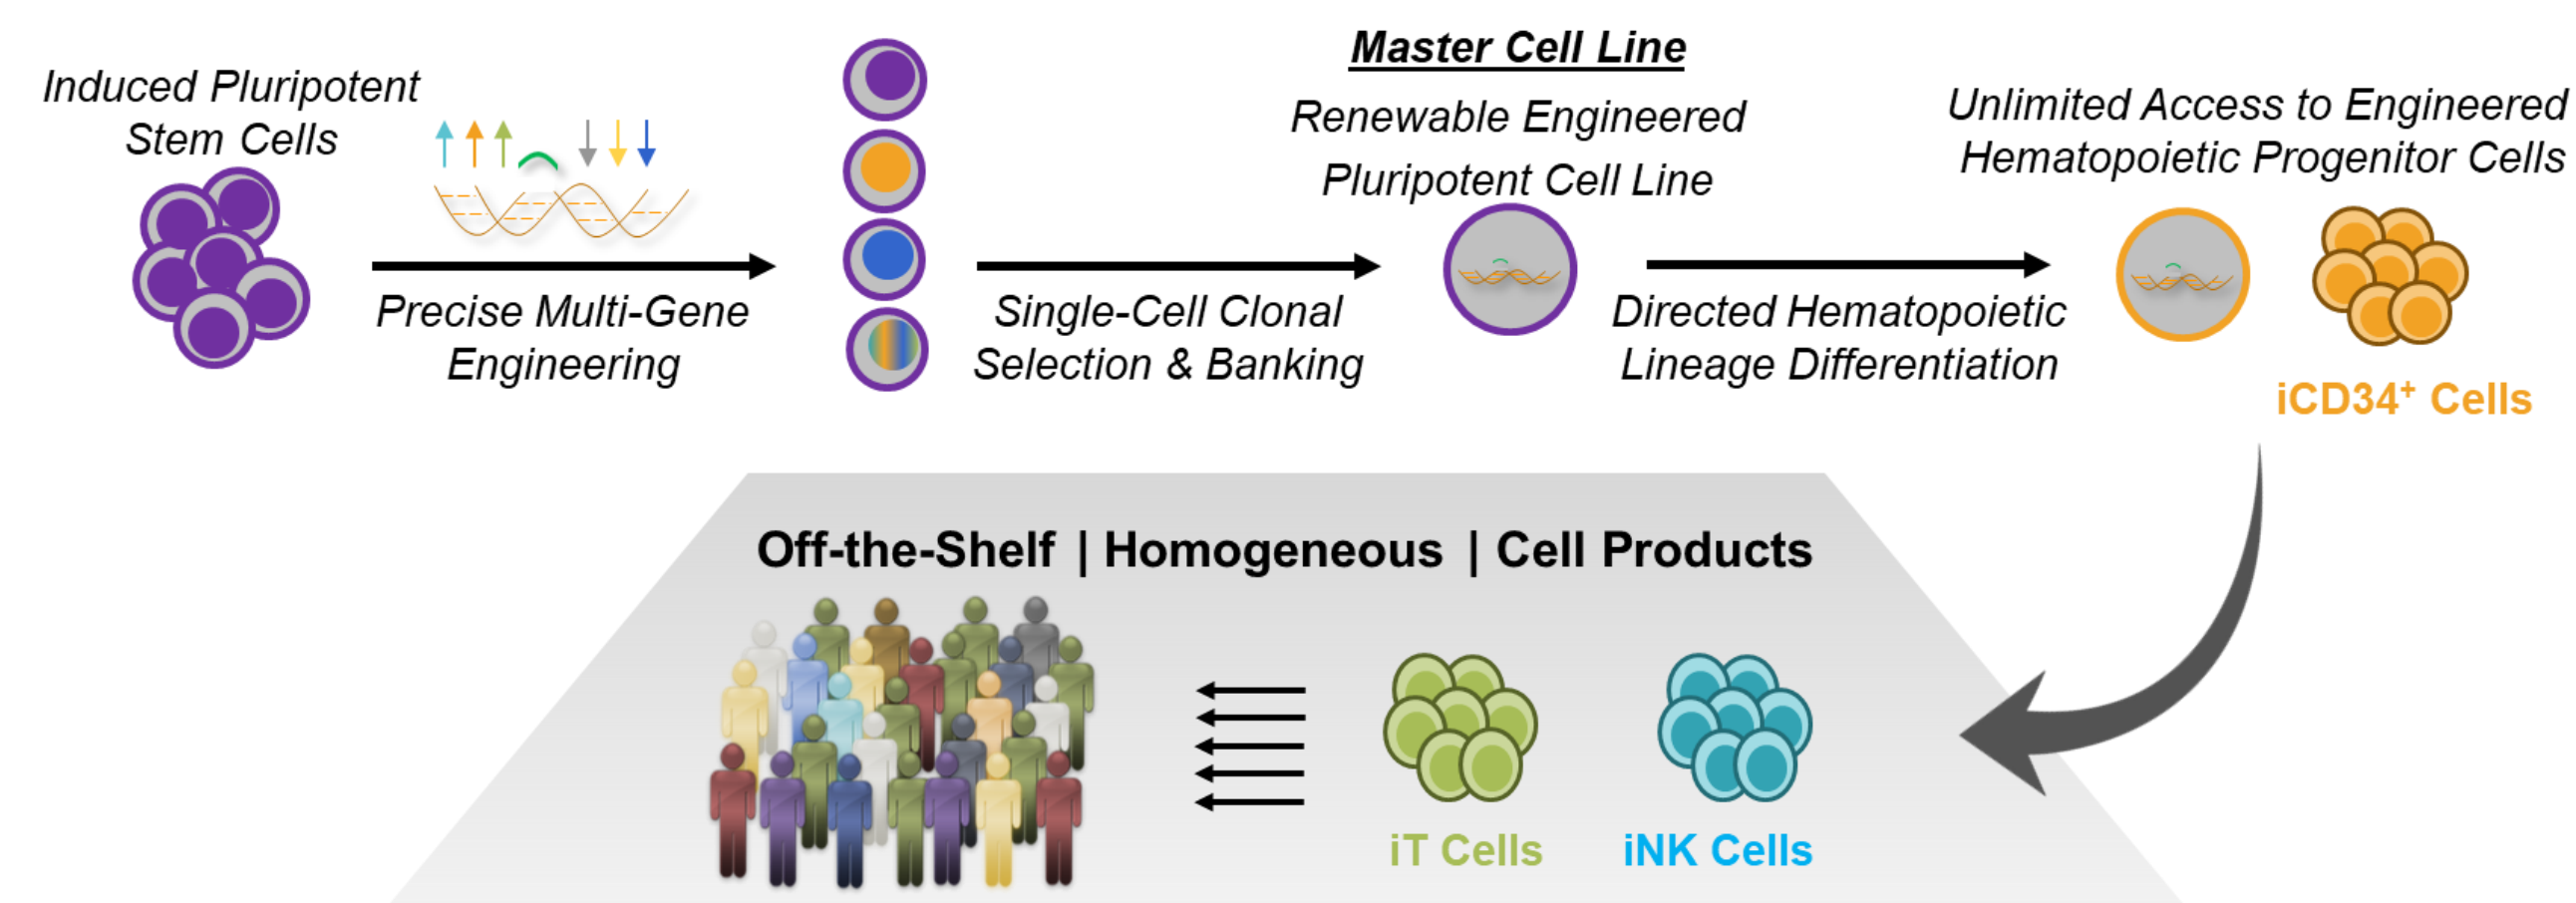 Induced Pluripotent
Stem Cells
Precise Multi-Gene
Engineering
Single-Cell Clonal
Selection & Banking
Master Cell Line
Renewable Engineered
Pluripotent Cell Line
Directed Hematopoietic
Lineage Differentiation
Unlimited Access to Engineered
Hematopoietic Progenitor Cells
iCD34⁺ Cells
Off-the-Shelf | Homogeneous | Cell Products
iT Cells
iNK Cells